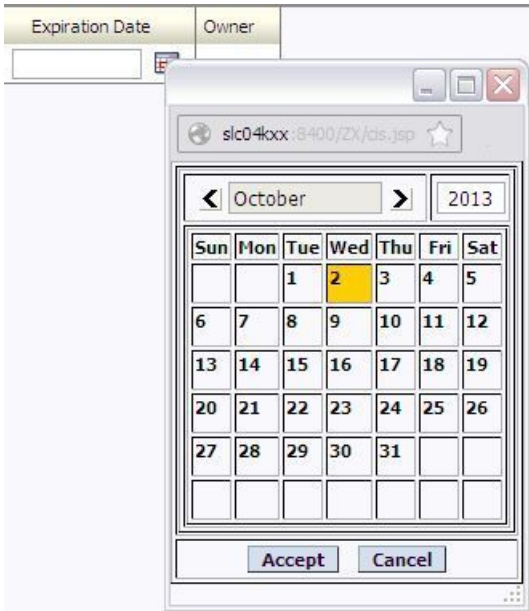 Expiration Date Owner
slc04kxx:8400/ZX/cis.jsp
October 2013
Sun Mon Tue Wed Thu Fri Sat
1 2 3 4 5
6 7 8 9 10 11 12
13 14 15 16 17 18 19
20 21 22 23 24 25 26
27 28 29 30 31
Accept Cancel